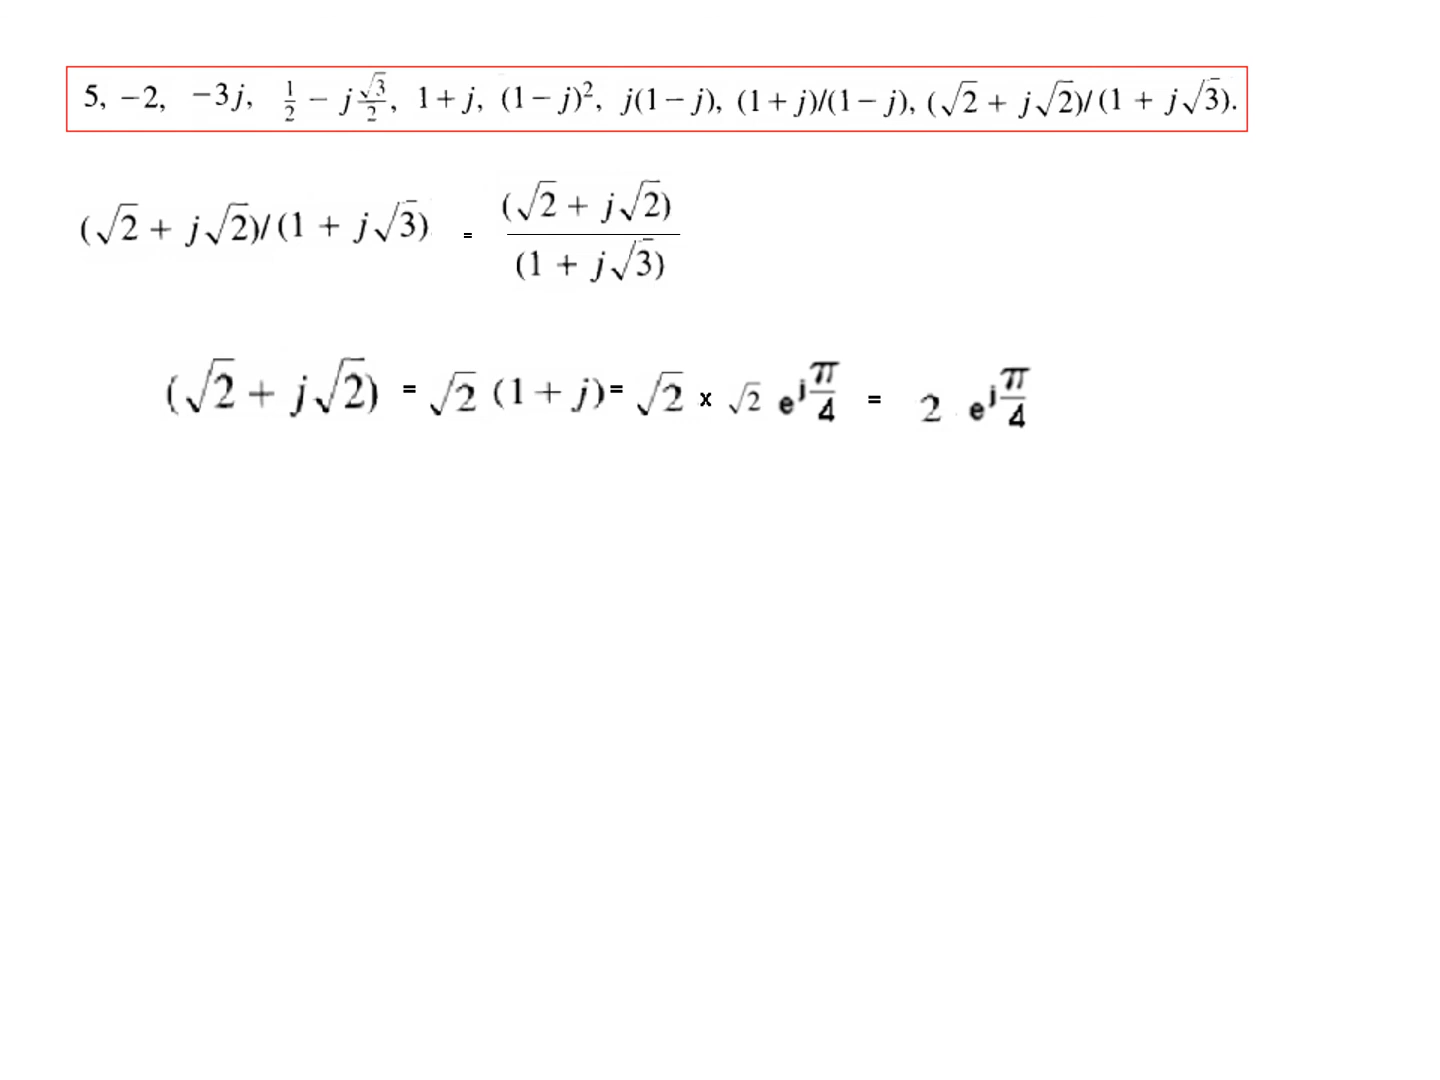 5, −2, −3j, 1/2 − j√3/2, 1 + j, (1 − j)², j(1 − j), (1 + j)/(1 − j), (√2 + j√2)/(1 + j√3).
(√2 + j√2)/(1 + j√3) = (√2 + j√2)/(1 + j√3)
(√2 + j√2) = √2 (1 + j) = √2 x √2 e^(jπ/4) = 2 e^(jπ/4)